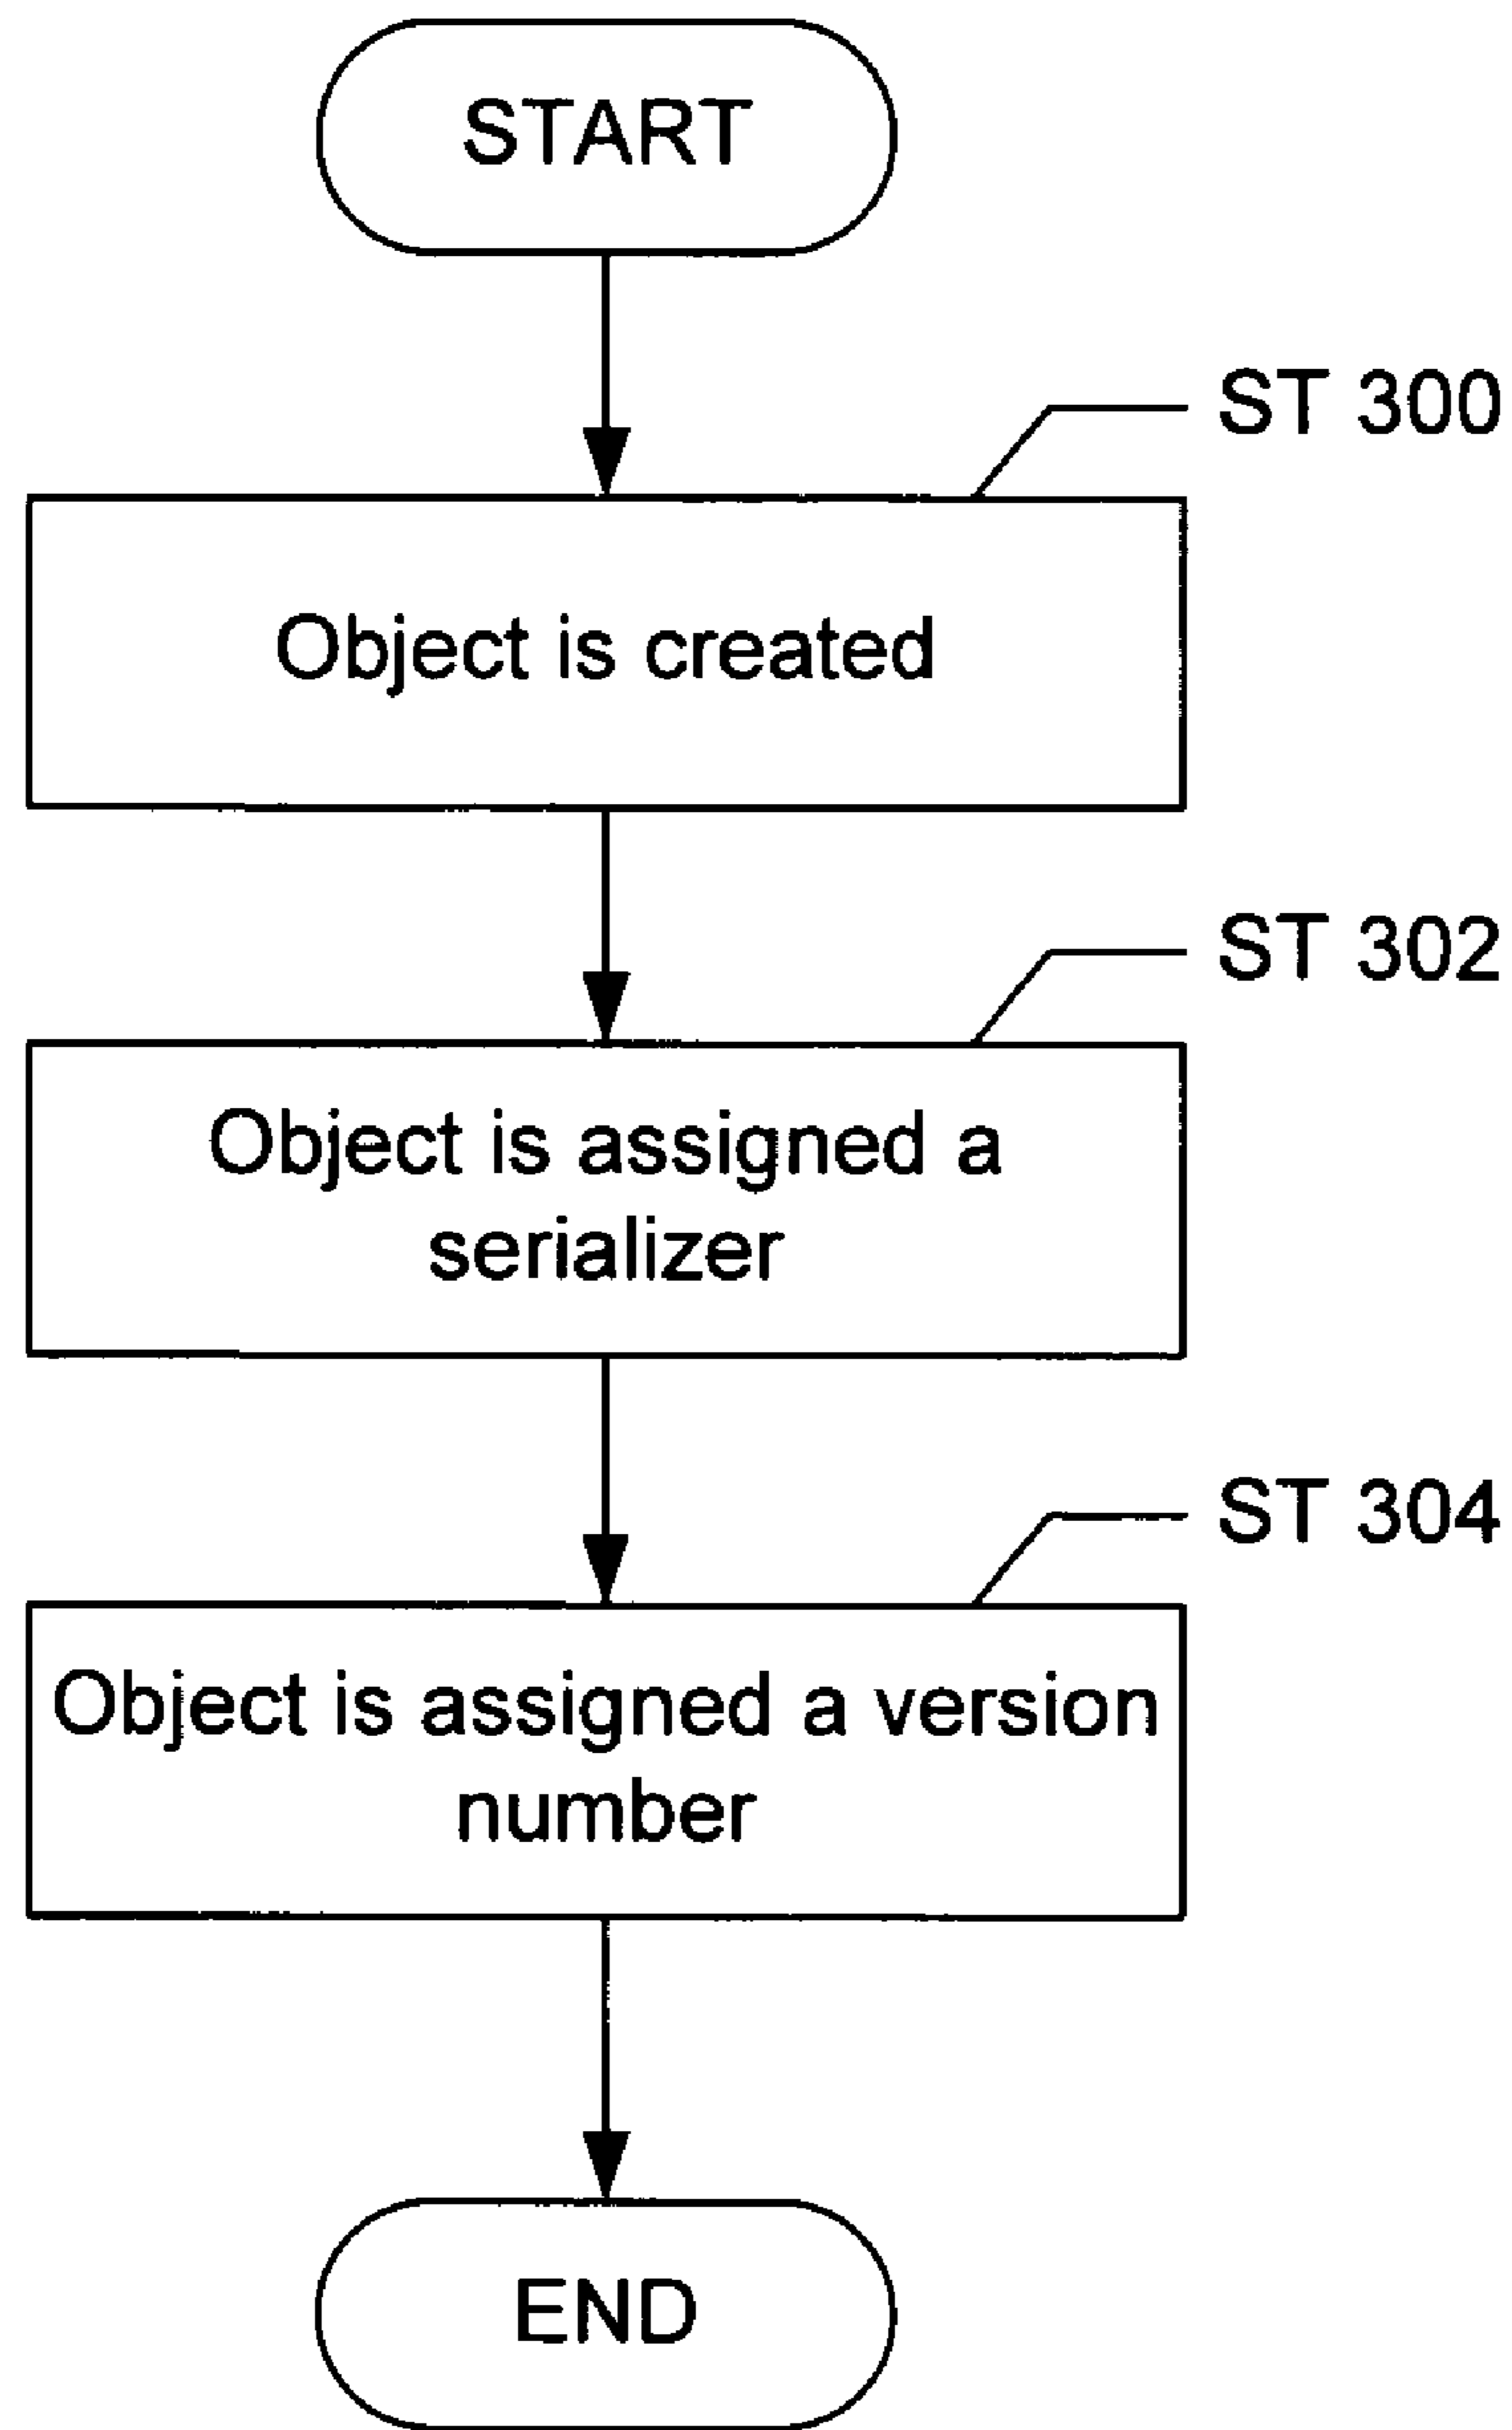 START
ST 300
Object is created
ST 302
Object is assigned a
serializer
ST 304
Object is assigned a version
number
END